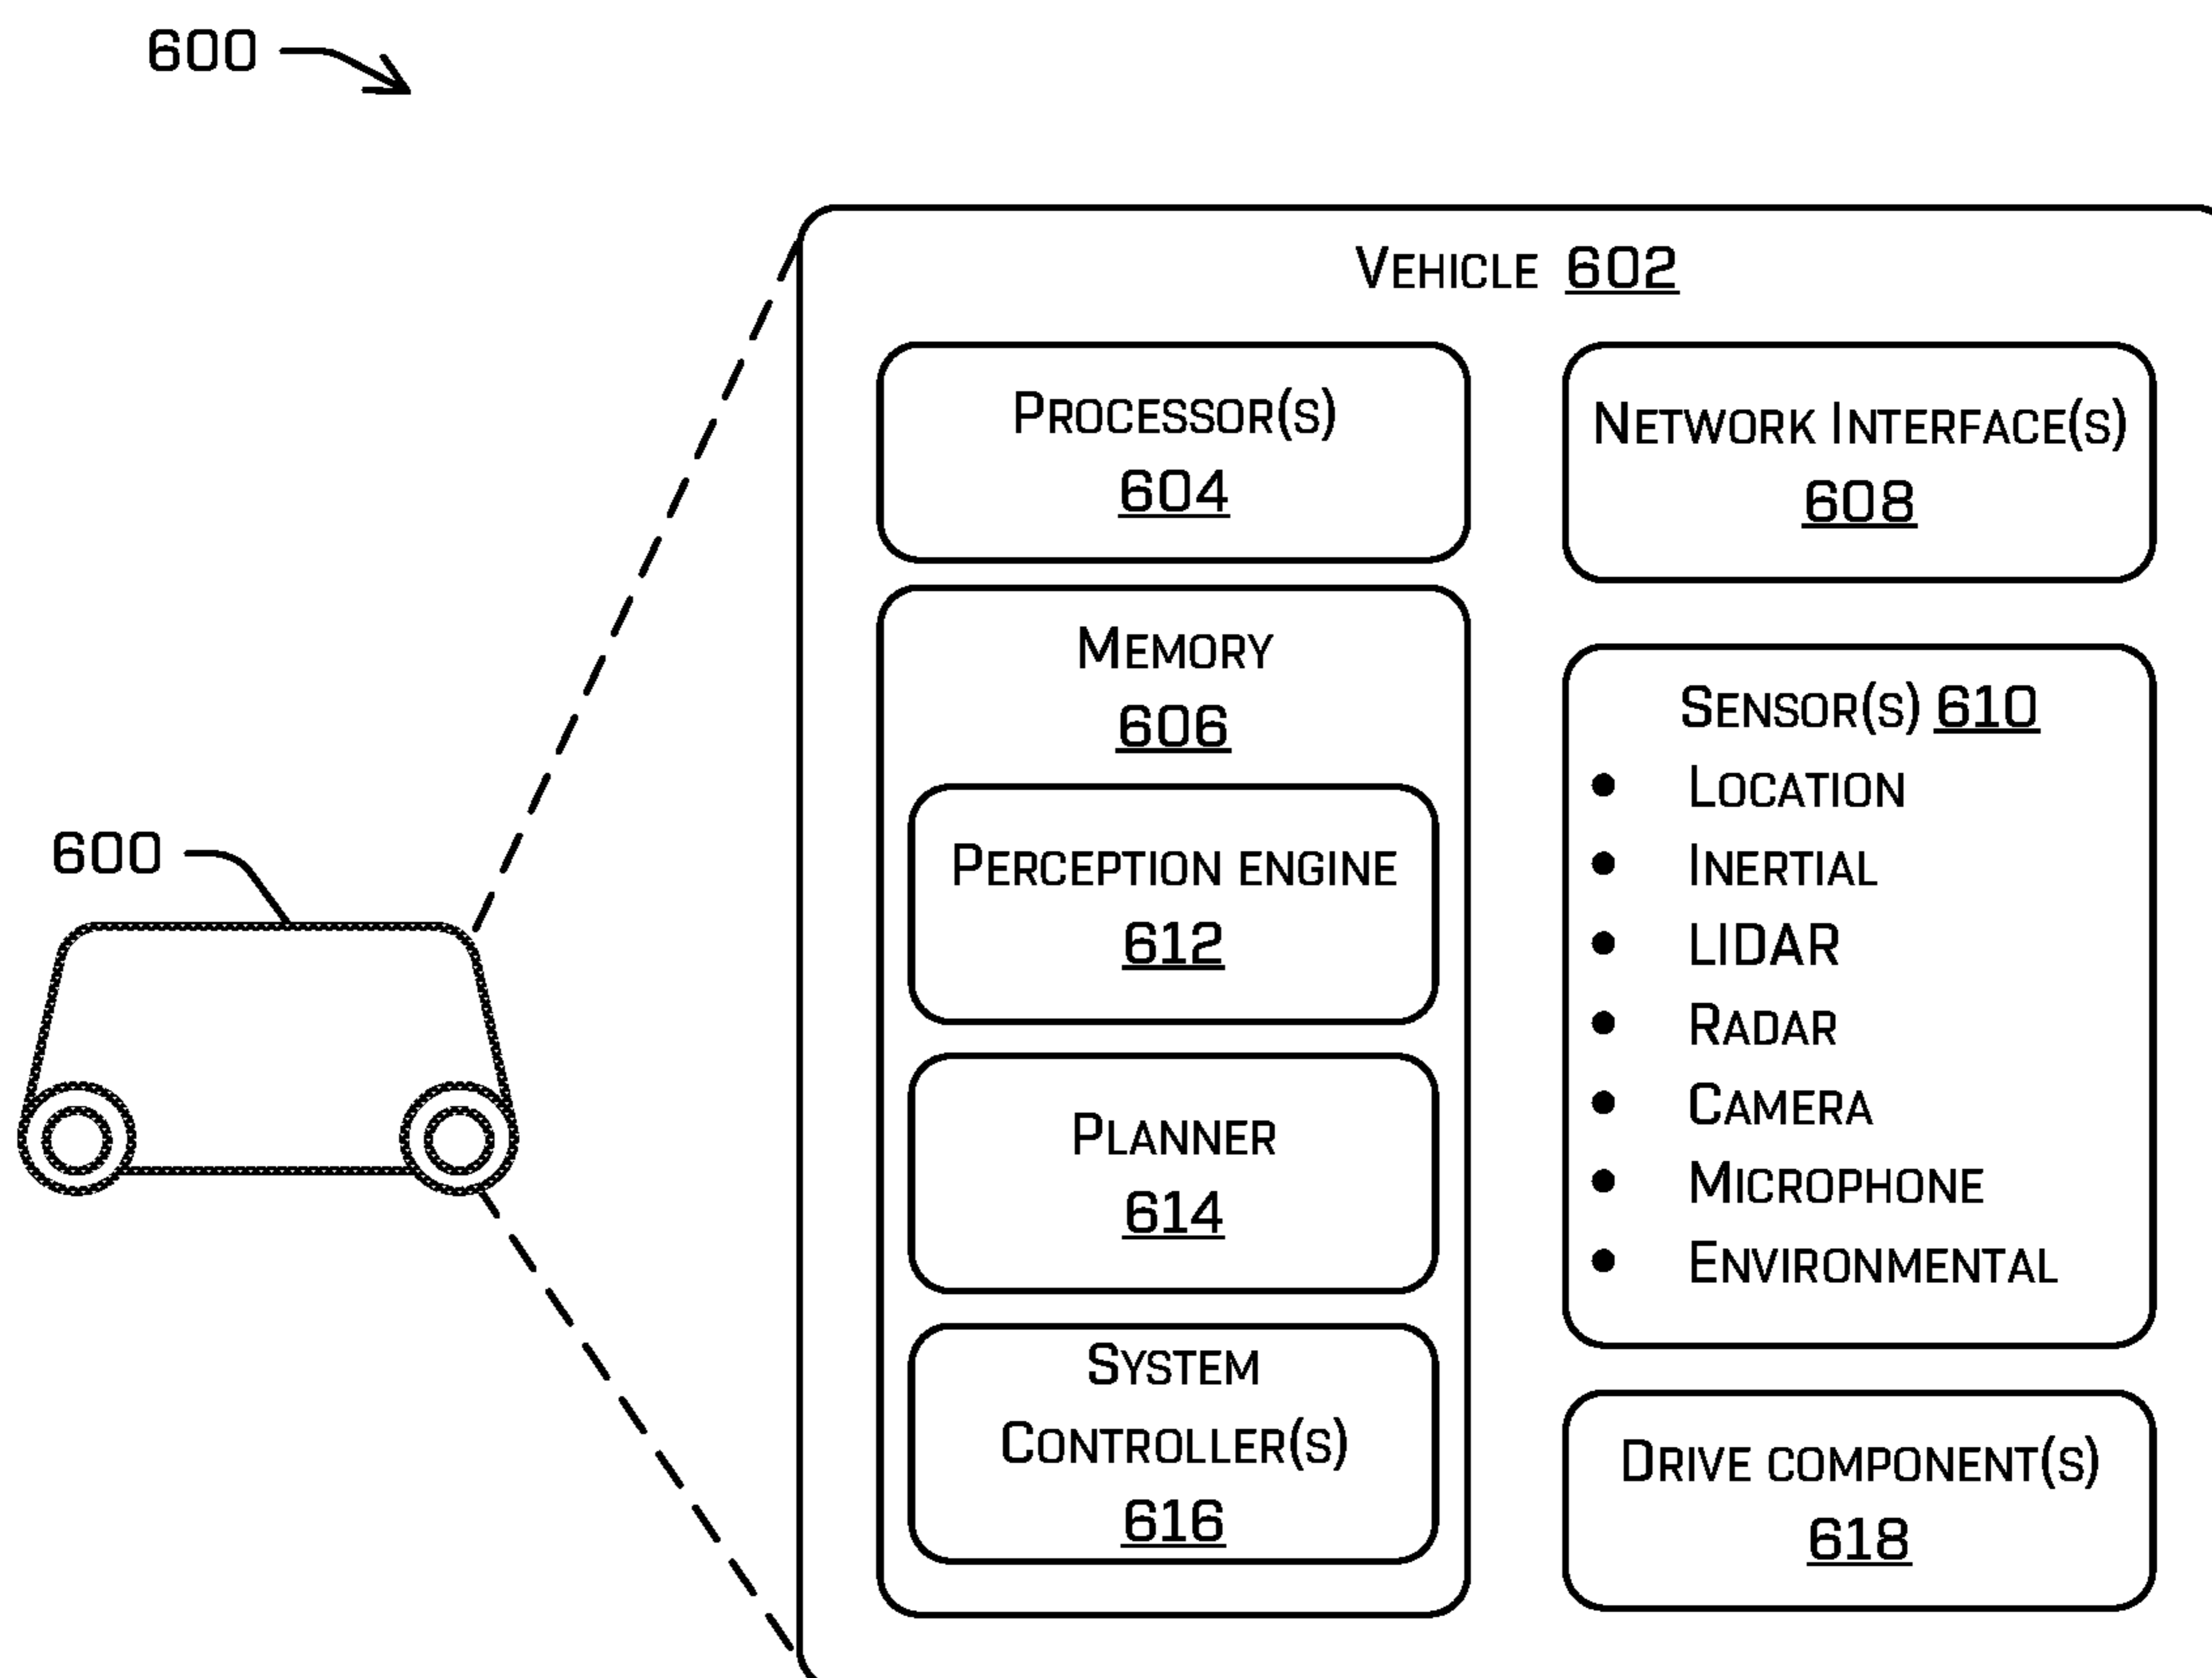 600
VEHICLE 602
PROCESSOR(S)
604
MEMORY
606
PERCEPTION ENGINE
612
PLANNER
614
SYSTEM
CONTROLLER(S)
616
NETWORK INTERFACE(S)
608
SENSOR(S) 610
• LOCATION
• INERTIAL
• LIDAR
• RADAR
• CAMERA
• MICROPHONE
• ENVIRONMENTAL
DRIVE COMPONENT(S)
618
600